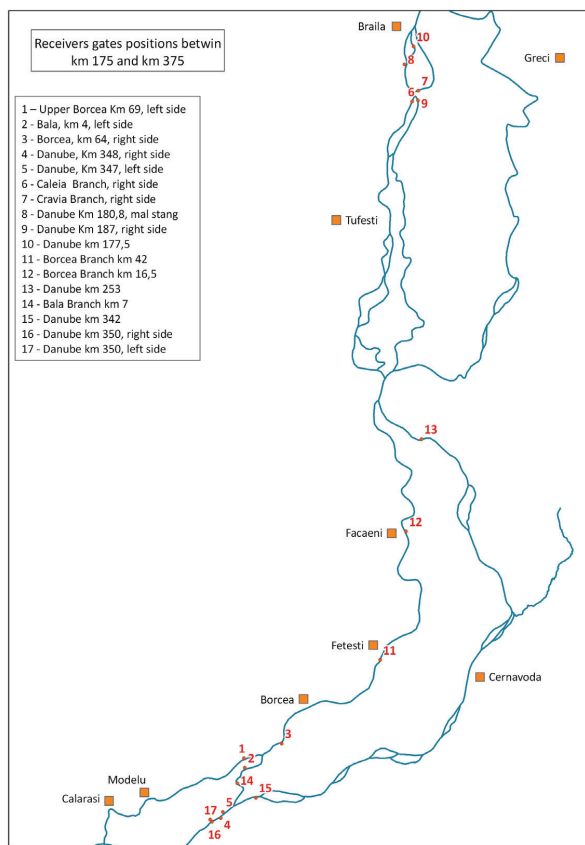 Receivers gates positions betwin
km 175 and km 375
1 – Upper Borcea Km 69, left side
2 - Bala, km 4, left side
3 - Borcea, km 64, right side
4 - Danube, Km 348, right side
5 - Danube, Km 347, left side
6 - Caleia  Branch, right side
7 - Cravia Branch, right side
8 - Danube Km 180,8, mal stang
9 - Danube Km 187, right side
10 - Danube km 177,5
11 - Borcea Branch km 42
12 - Borcea Branch km 16,5
13 - Danube km 253
14 - Bala Branch km 7
15 - Danube km 342
16 - Danube km 350, right side
17 - Danube km 350, left side
Braila
10
Greci
8
7
6
9
Tufesti
13
12
Facaeni
Fetesti
11
Cernavoda
Borcea
3
1
2
Modelu
14
15
Calarasi
17
5
4
16